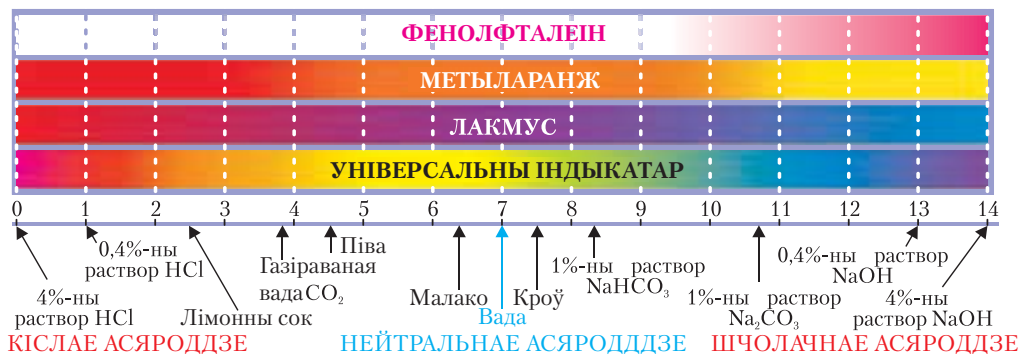 ФЕНОЛФТАЛЕІН
МЕТЫЛАРАНЖ
ЛАКМУС
УНІВЕРСАЛЬНЫ ІНДЫКАТАР
0 1 2 3 4 5 6 7 8 9 10 11 12 13 14
0,4%-ны
раствор HCl
4%-ны
раствор HCl
Лімонны сок
Газіраваная
вада CO₂
Піва
Малако
Вада
Кроў
1%-ны раствор
NaHCO₃
1%-ны раствор
Na₂CO₃
0,4%-ны раствор
NaOH
4%-ны
раствор NaOH
КІСЛАЕ АСЯРОДДЗЕ НЕЙТРАЛЬНАЕ АСЯРОДДДЗЕ ШЧОЛАЧНАЕ АСЯРОДДЗЕ